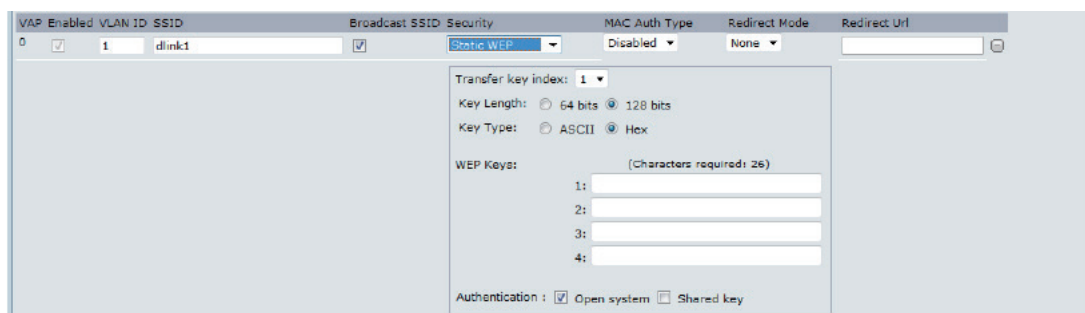 VAP Enabled VLAN ID SSID Broadcast SSID Security MAC Auth Type Redirect Mode Redirect Url
0 1 dlink1 Static WEP Disabled None
Transfer key index: 1
Key Length: 64 bits 128 bits
Key Type: ASCII Hex
WEP Keys: (Characters required: 26)
1:
2:
3:
4:
Authentication : Open system Shared key